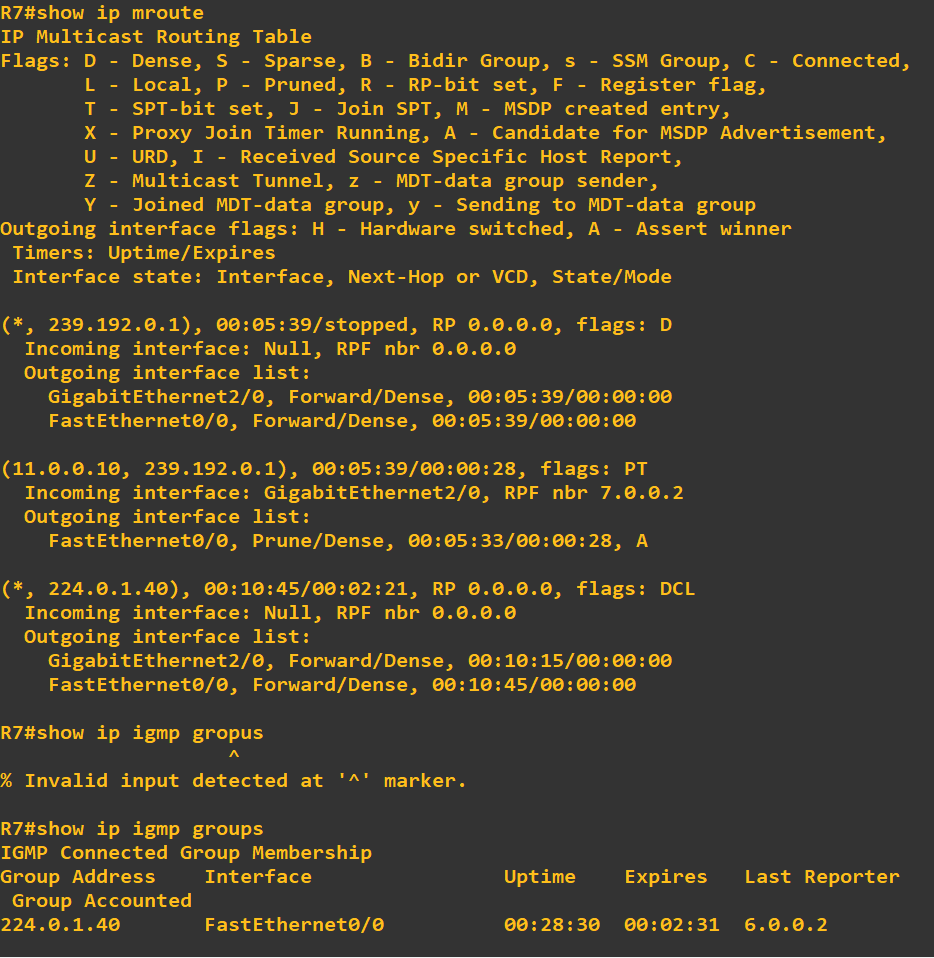 R7#show ip mroute
IP Multicast Routing Table
Flags: D - Dense, S - Sparse, B - Bidir Group, s - SSM Group, C - Connected,
       L - Local, P - Pruned, R - RP-bit set, F - Register flag,
       T - SPT-bit set, J - Join SPT, M - MSDP created entry,
       X - Proxy Join Timer Running, A - Candidate for MSDP Advertisement,
       U - URD, I - Received Source Specific Host Report,
       Z - Multicast Tunnel, z - MDT-data group sender,
       Y - Joined MDT-data group, y - Sending to MDT-data group
Outgoing interface flags: H - Hardware switched, A - Assert winner
 Timers: Uptime/Expires
 Interface state: Interface, Next-Hop or VCD, State/Mode

(*, 239.192.0.1), 00:05:39/stopped, RP 0.0.0.0, flags: D
  Incoming interface: Null, RPF nbr 0.0.0.0
  Outgoing interface list:
    GigabitEthernet2/0, Forward/Dense, 00:05:39/00:00:00
    FastEthernet0/0, Forward/Dense, 00:05:39/00:00:00

(11.0.0.10, 239.192.0.1), 00:05:39/00:00:28, flags: PT
  Incoming interface: GigabitEthernet2/0, RPF nbr 7.0.0.2
  Outgoing interface list:
    FastEthernet0/0, Prune/Dense, 00:05:33/00:00:28, A

(*, 224.0.1.40), 00:10:45/00:02:21, RP 0.0.0.0, flags: DCL
  Incoming interface: Null, RPF nbr 0.0.0.0
  Outgoing interface list:
    GigabitEthernet2/0, Forward/Dense, 00:10:15/00:00:00
    FastEthernet0/0, Forward/Dense, 00:10:45/00:00:00

R7#show ip igmp gropus
                   ^
% Invalid input detected at '^' marker.

R7#show ip igmp groups
IGMP Connected Group Membership
Group Address    Interface                Uptime    Expires   Last Reporter
 Group Accounted
224.0.1.40       FastEthernet0/0          00:28:30  00:02:31  6.0.0.2